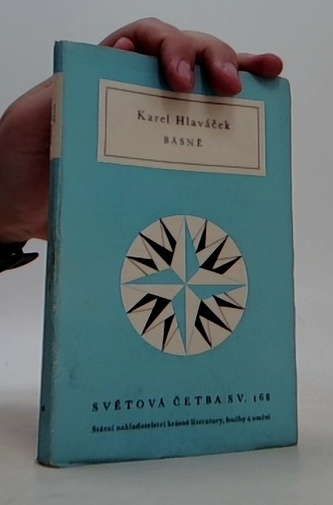 Karel Hlaváček
BÁSNĚ
SVĚTOVÁ ČETBA SV. 168
Státní nakladatelství krásné literatury, hudby a umění